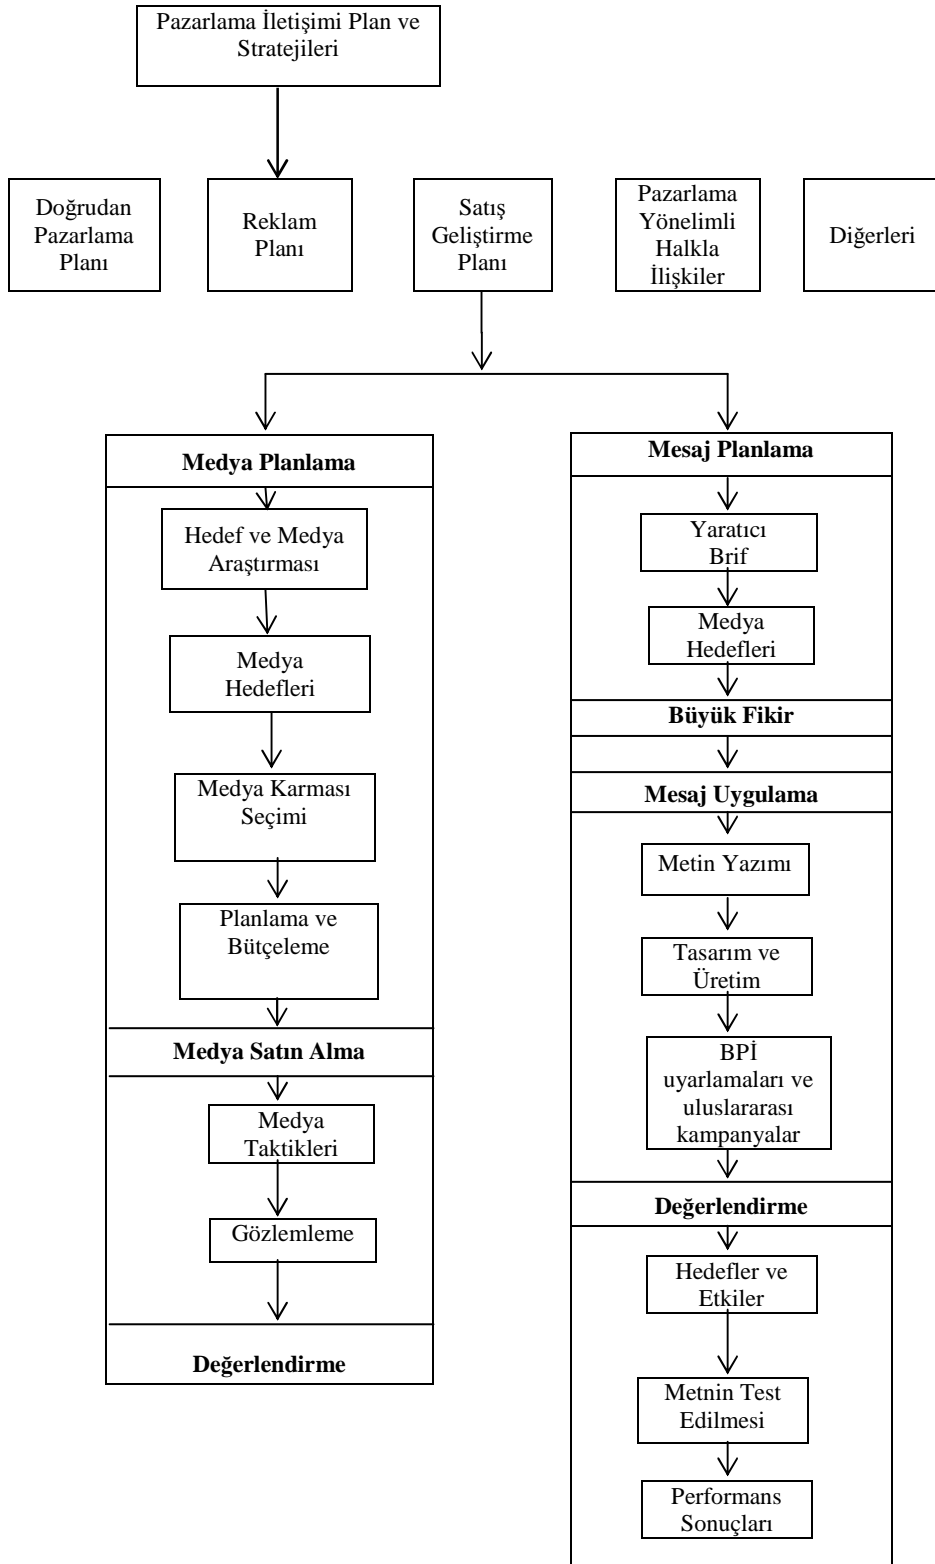 Pazarlama İletişimi Plan ve
Stratejileri
Doğrudan
Pazarlama
Planı
Reklam
Planı
Satış
Geliştirme
Planı
Pazarlama
Yönelimli
Halkla
İlişkiler
Diğerleri
Medya Planlama
Hedef ve Medya
Araştırması
Medya
Hedefleri
Medya Karması
Seçimi
Planlama ve
Bütçeleme
Medya Satın Alma
Medya
Taktikleri
Gözlemleme
Değerlendirme
Mesaj Planlama
Yaratıcı
Brif
Medya
Hedefleri
Büyük Fikir
Mesaj Uygulama
Metin Yazımı
Tasarım ve
Üretim
BPİ
uyarlamaları ve
uluslararası
kampanyalar
Değerlendirme
Hedefler ve
Etkiler
Metnin Test
Edilmesi
Performans
Sonuçları